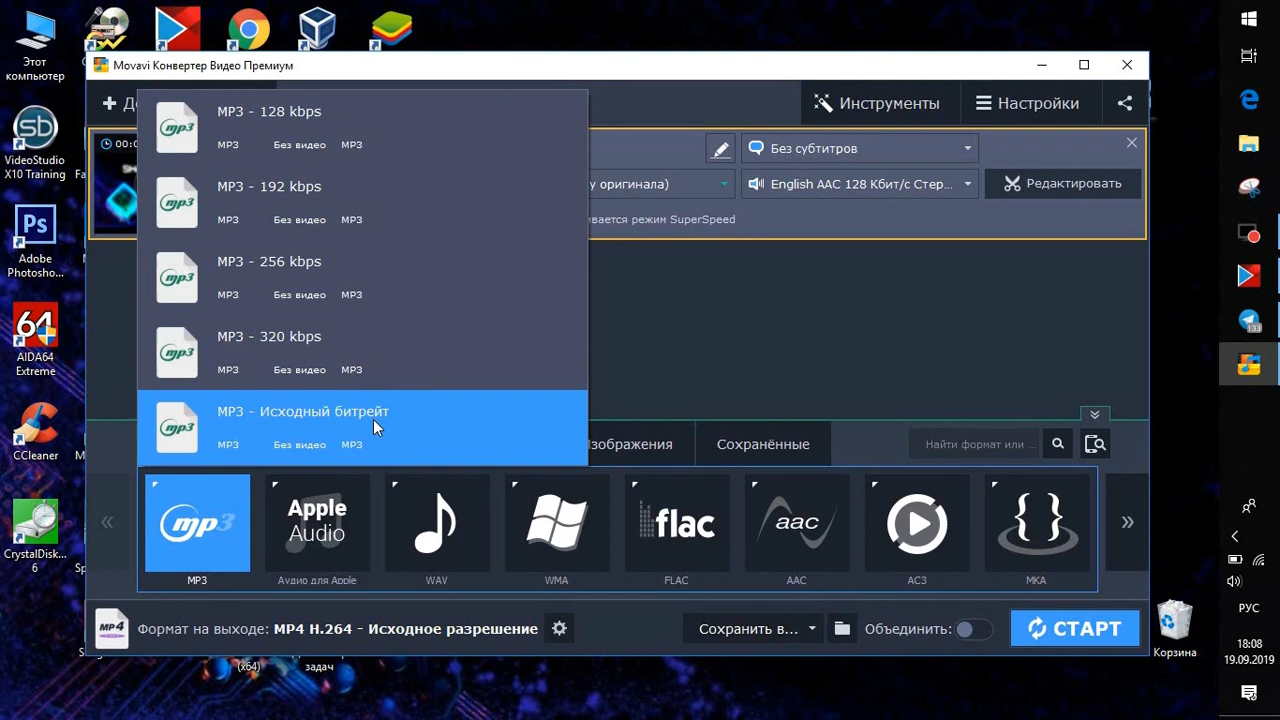 Этот
компьютер
Movavi Конвертер Видео Премиум
Инструменты
Настройки
MP3 - 128 kbps
MP3 Без видео MP3
MP3 - 192 kbps
MP3 Без видео MP3
MP3 - 256 kbps
MP3 Без видео MP3
MP3 - 320 kbps
MP3 Без видео MP3
MP3 - Исходный битрейт
MP3 Без видео MP3
Без субтитров
у оригинала)
English AAC 128 Кбит/с Стер...
Редактировать
вается режим SuperSpeed
VideoStudio
X10 Training
Ps
Adobe
Photosho...
64
AIDA64
Extreme
CCleaner
CrystalDisk...
6
зображения
Сохранённые
Найти формат или ...
mp3
Apple
Audio
flac
aac
MP3
Аудио для Apple
WAV
WMA
FLAC
AAC
AC3
MKA
MP4
Формат на выходе: MP4 H.264 - Исходное разрешение
Сохранить в...
Объединить:
СТАРТ
(x64)
задач
Корзина
133
РУС
18:08
19.09.2019